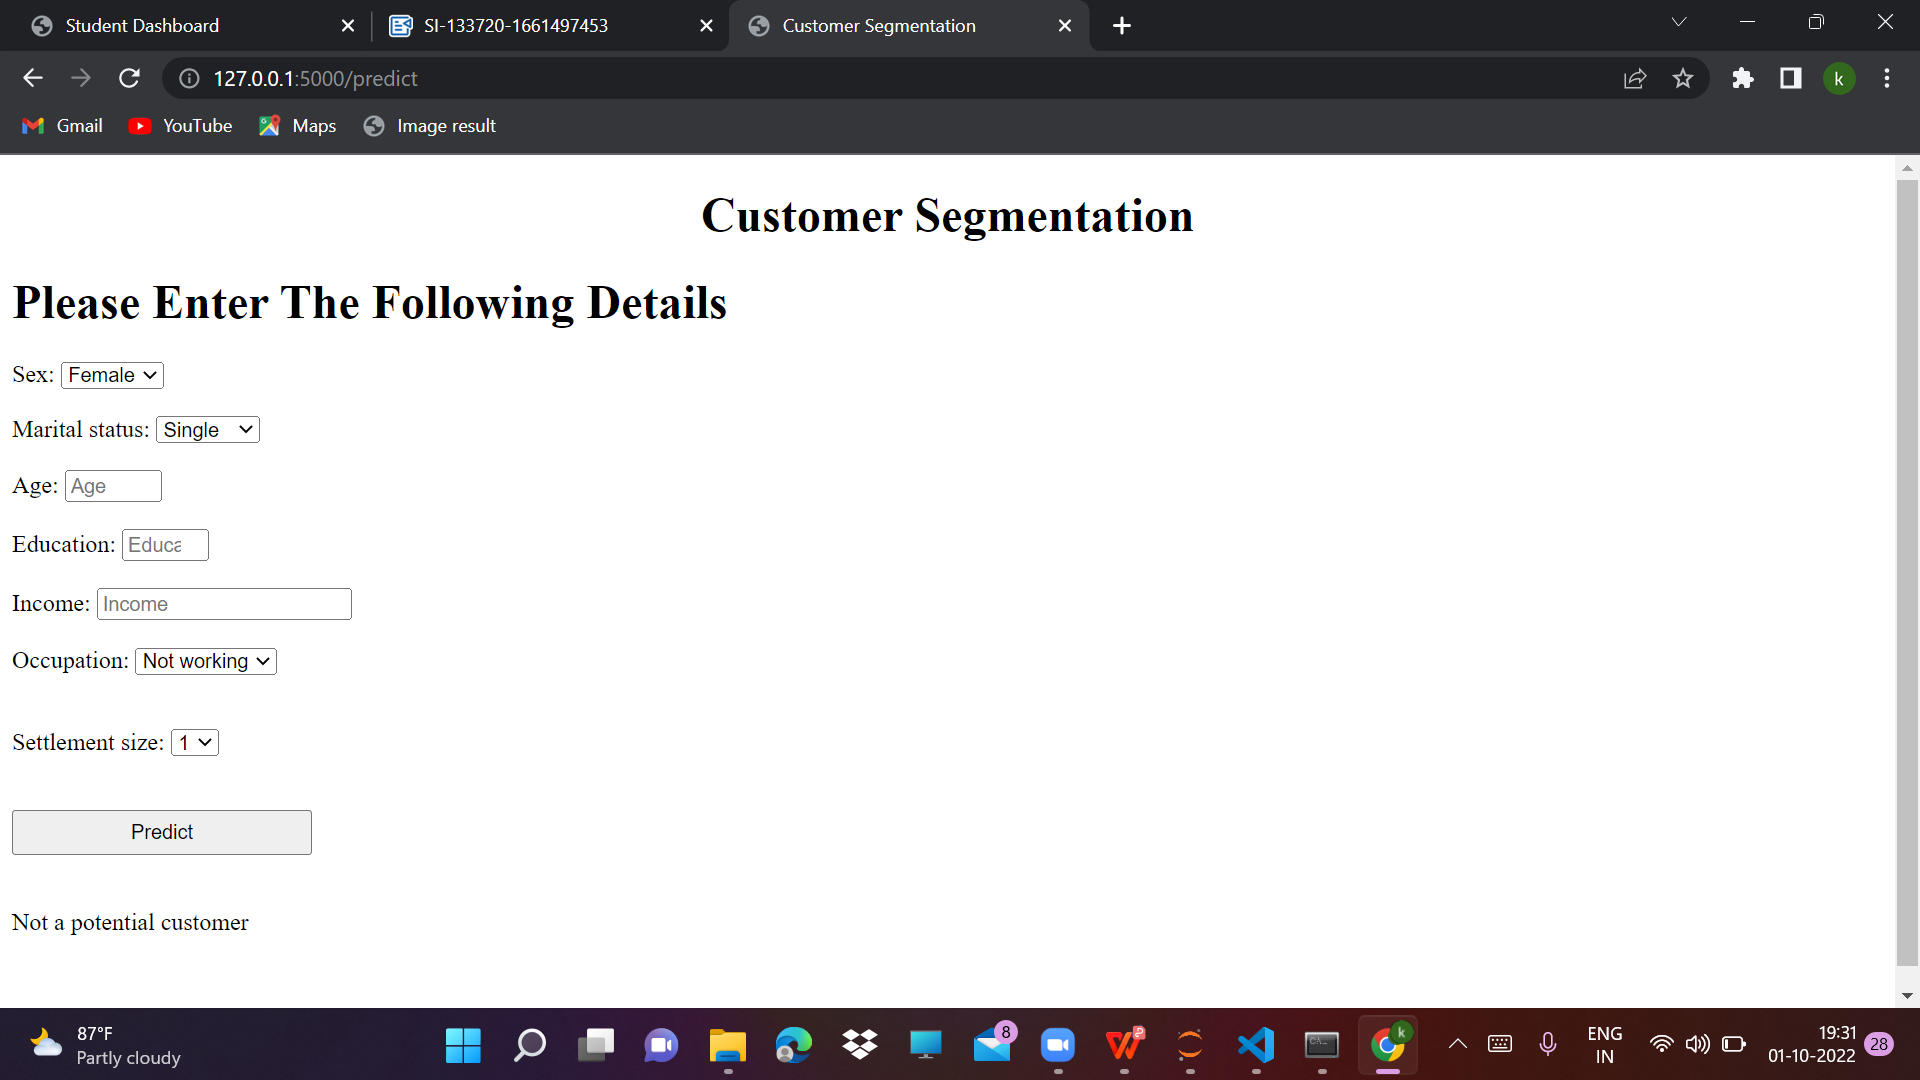 Student Dashboard
SI-133720-1661497453
Customer Segmentation
127.0.0.1:5000/predict
k
Gmail
YouTube
Maps
Image result
Customer Segmentation
Please Enter The Following Details
Sex: Female
Marital status: Single
Age: Age
Education: Educa
Income: Income
Occupation: Not working
Settlement size: 1
Predict
Not a potential customer
87°F
Partly cloudy
8
k
ENG
IN
19:31
01-10-2022
28